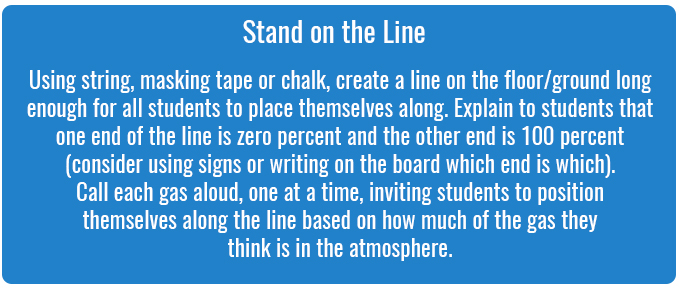 Stand on the Line
Using string, masking tape or chalk, create a line on the floor/ground long
enough for all students to place themselves along. Explain to students that
one end of the line is zero percent and the other end is 100 percent
(consider using signs or writing on the board which end is which).
Call each gas aloud, one at a time, inviting students to position
themselves along the line based on how much of the gas they
think is in the atmosphere.